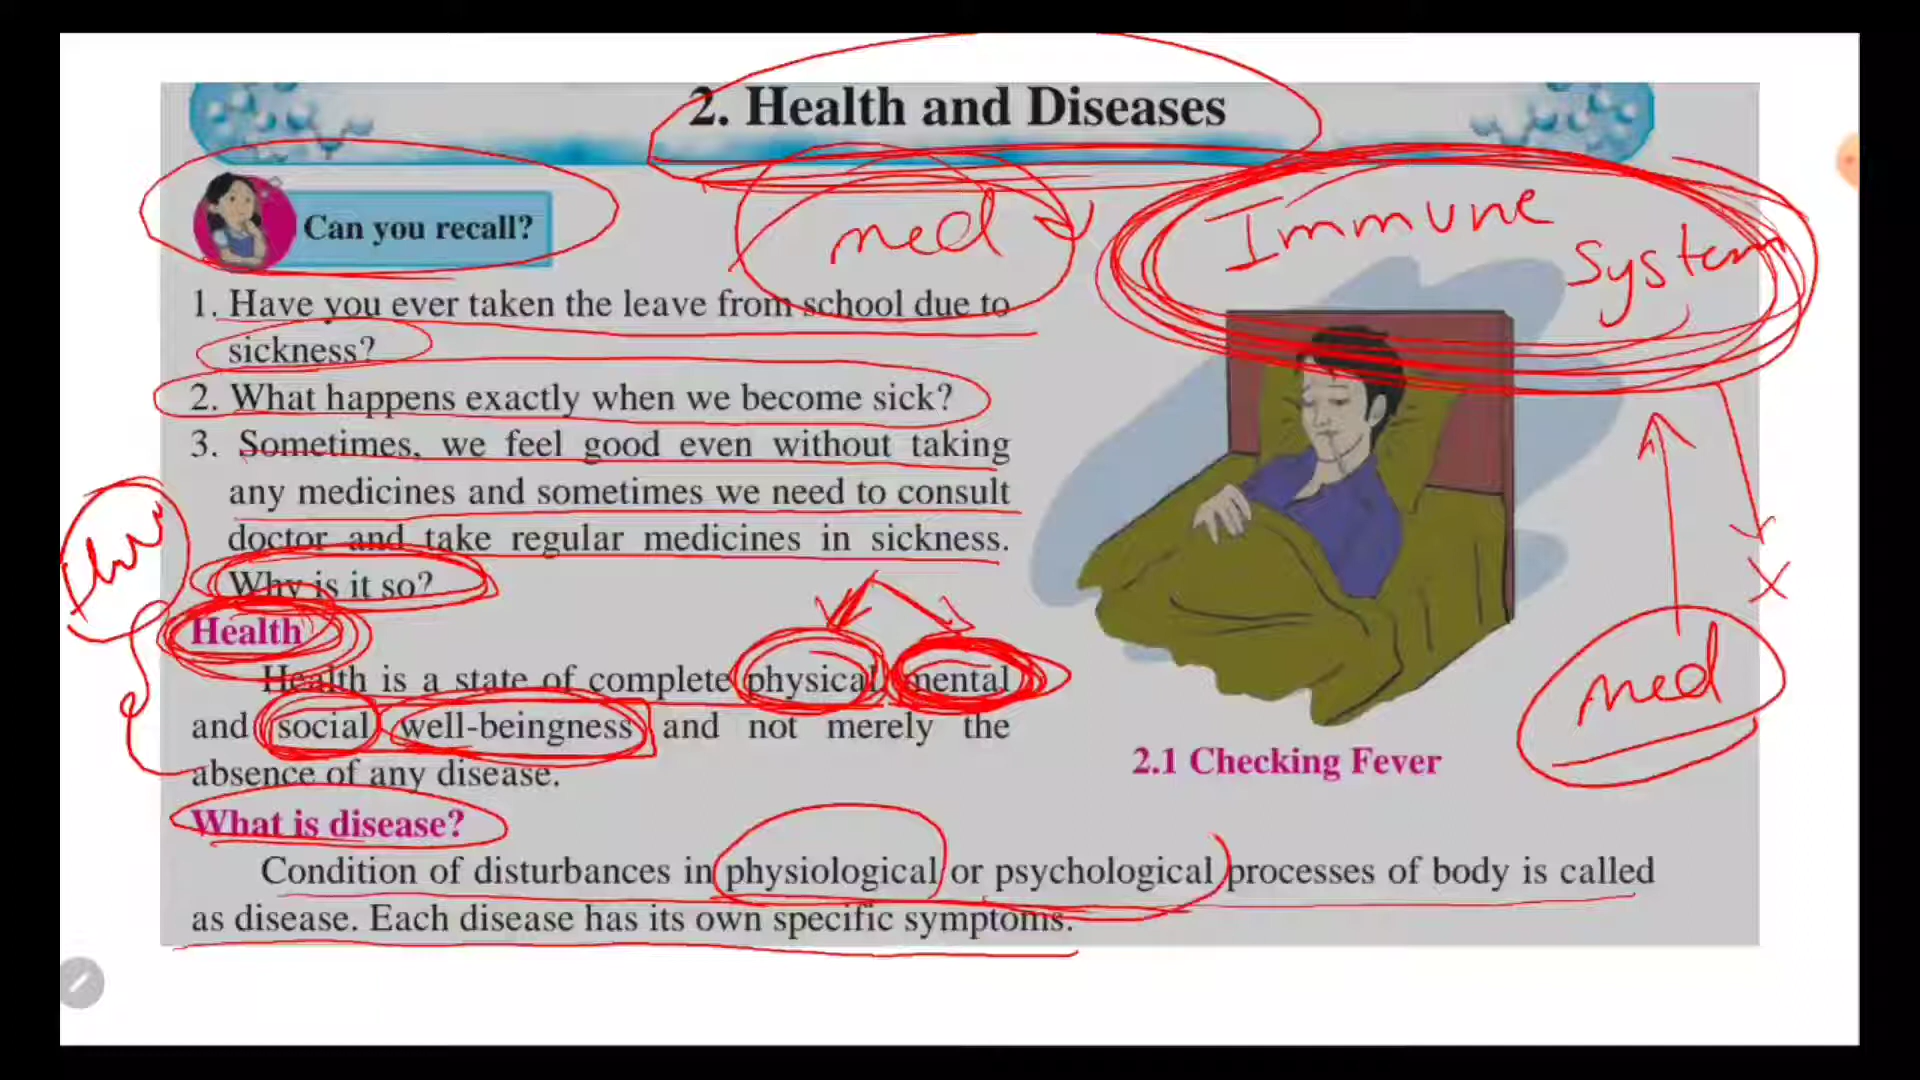 2. Health and Diseases
Can you recall?
med
Immune
System
1. Have you ever taken the leave from school due to
sickness?
2. What happens exactly when we become sick?
3. Sometimes, we feel good even without taking
any medicines and sometimes we need to consult
doctor and take regular medicines in sickness.
Why is it so?
Health
Health is a state of complete physical, mental
and social well-beingness and not merely the
absence of any disease.
med
2.1 Checking Fever
What is disease?
Condition of disturbances in physiological or psychological processes of body is called
as disease. Each disease has its own specific symptoms.